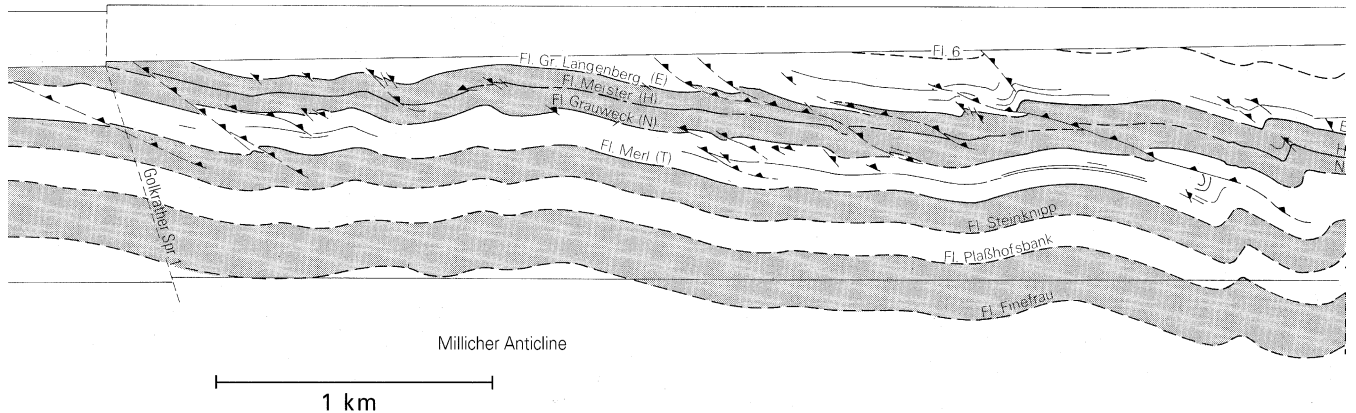 Fl. 6
Fl. Gr. Langenberg (E)
Fl. Meister (H)
Fl. Grauweck (N)
Fl. Merl (T)
E
H
N
Golkrather Spr. 1
Fl. Steinknipp
Fl. Plaßhofsbank
Fl. Finefrau
Millicher Anticline
1 km